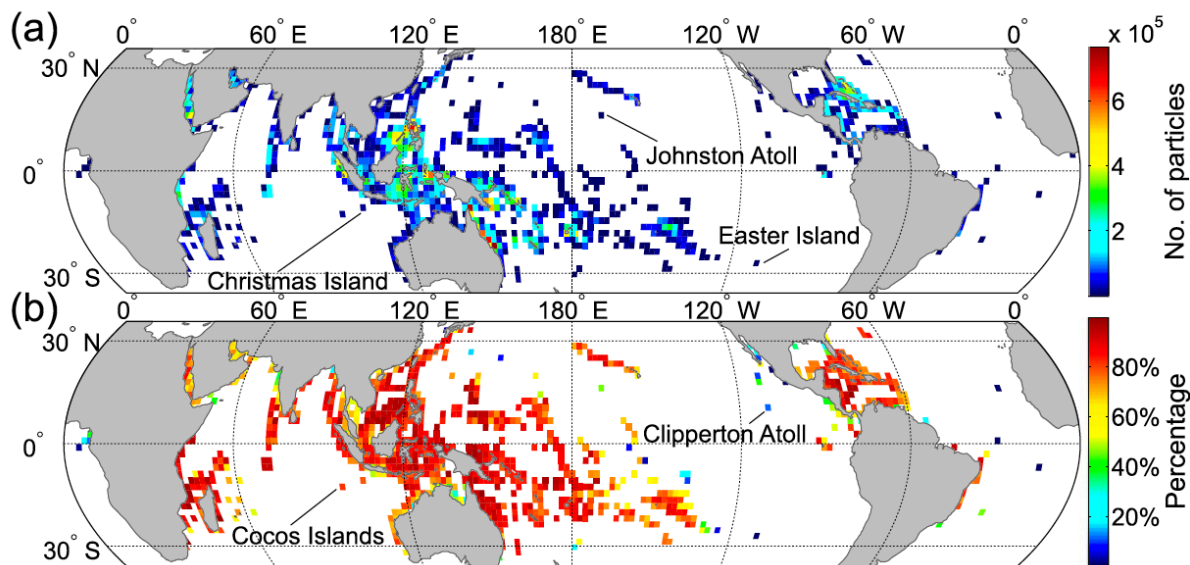 (a)
0° 60° E 120° E 180° E 120° W 60° W 0°
30° N
0°
30° S
Johnston Atoll
Easter Island
Christmas Island
x 10⁵
6
4
2
No. of particles
(b)
0° 60° E 120° E 180° E 120° W 60° W 0°
30° N
0°
30° S
Clipperton Atoll
Cocos Islands
80%
60%
40%
20%
Percentage